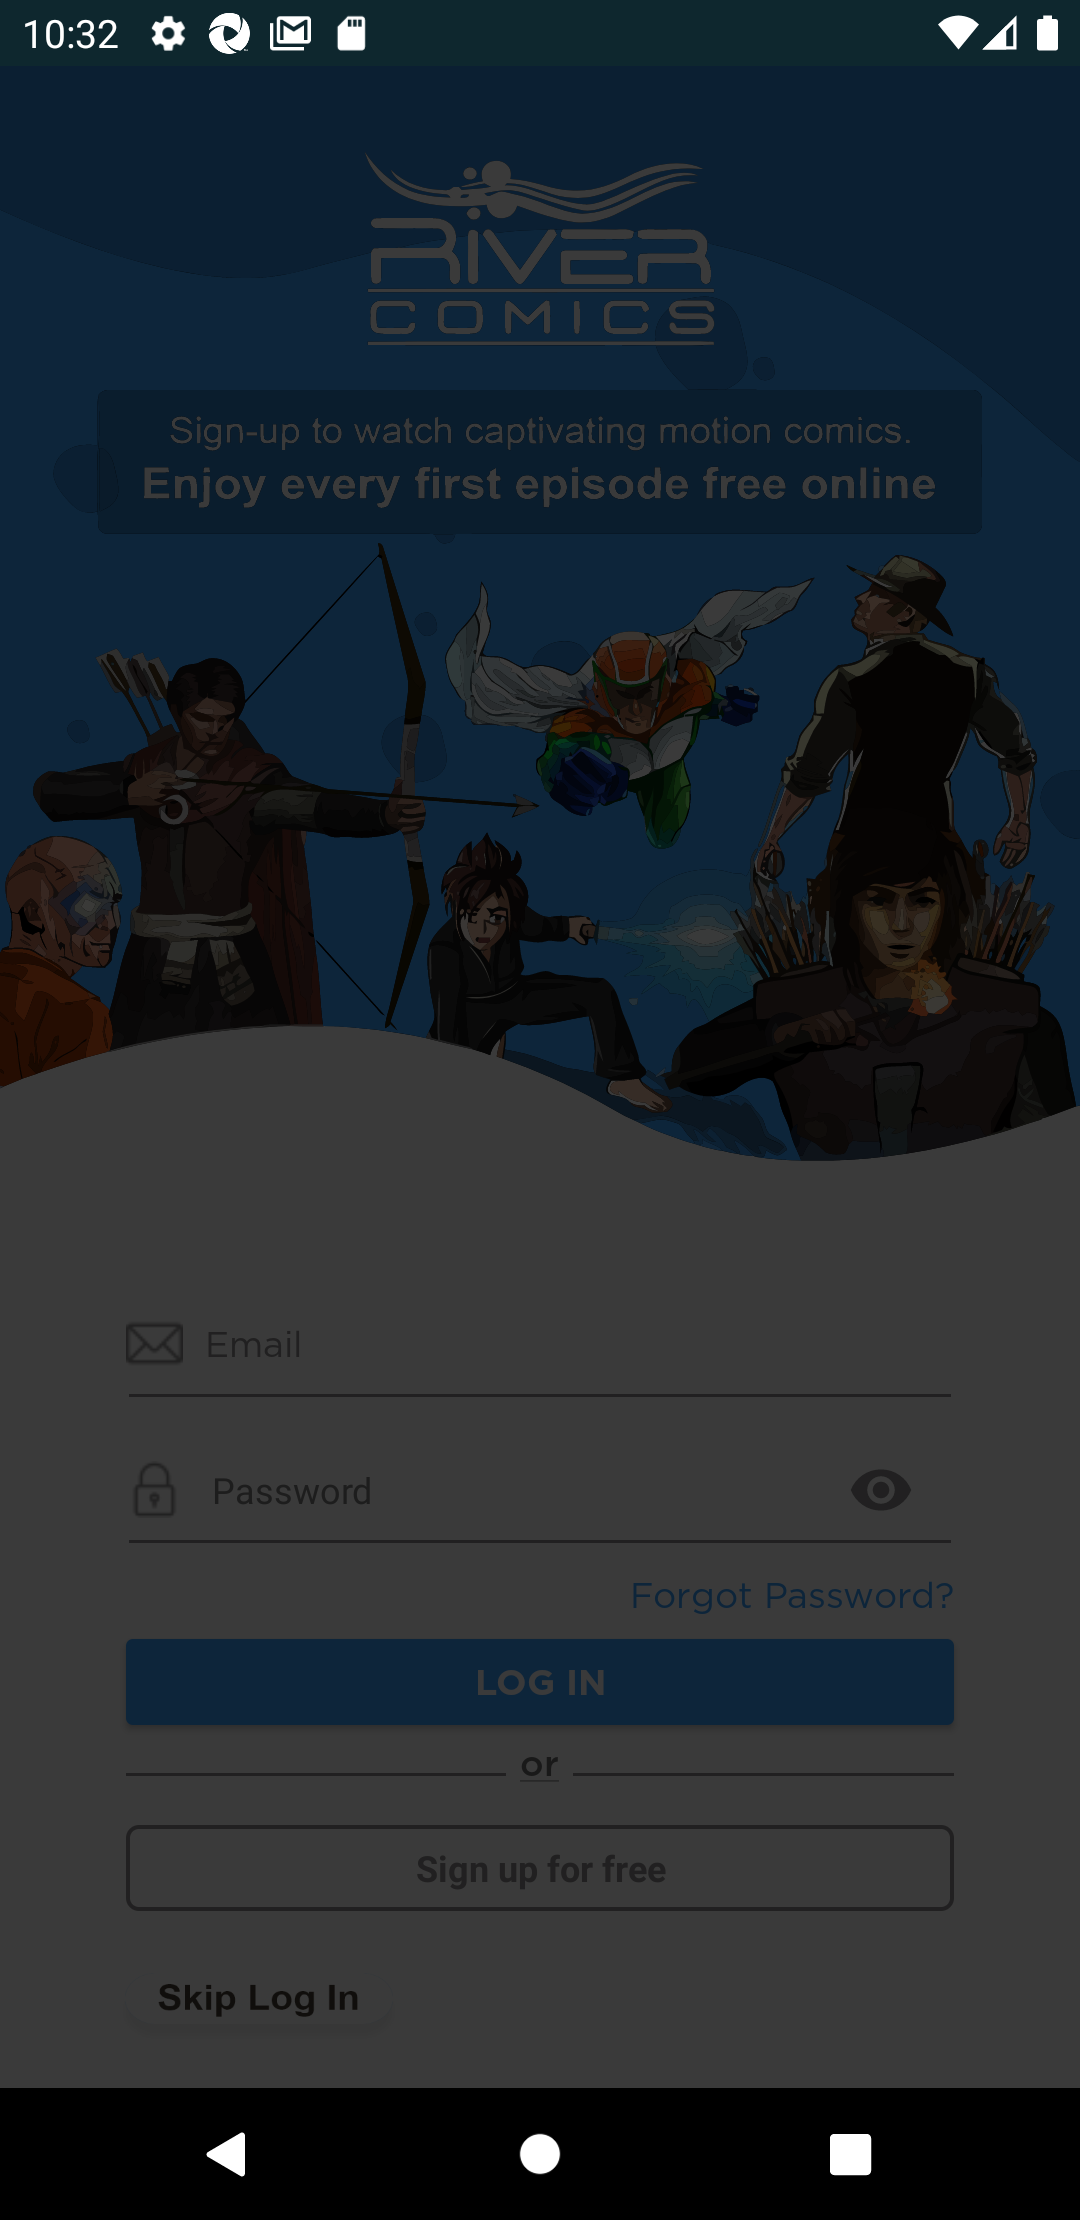 10:32
RiVER
COMICS
Sign-up to watch captivating motion comics.
Enjoy every first episode free online
Email
Password
Forgot Password?
LOG IN
or
Sign up for free
Skip Log In